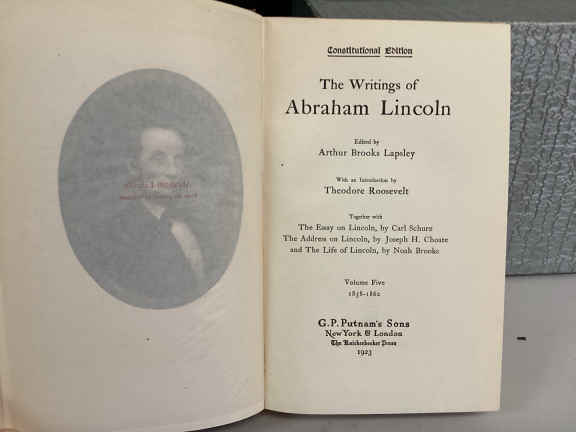 Constitutional Edition
The Writings of
Abraham Lincoln
Edited by
Arthur Brooks Lapsley
With an Introduction by
Theodore Roosevelt
Together with
The Essay on Lincoln, by Carl Schurz
The Address on Lincoln, by Joseph H. Choate
and The Life of Lincoln, by Noah Brooks
Volume Five
1858-1862
G. P. Putnam's Sons
New York & London
The Knickerbocker Press
1923